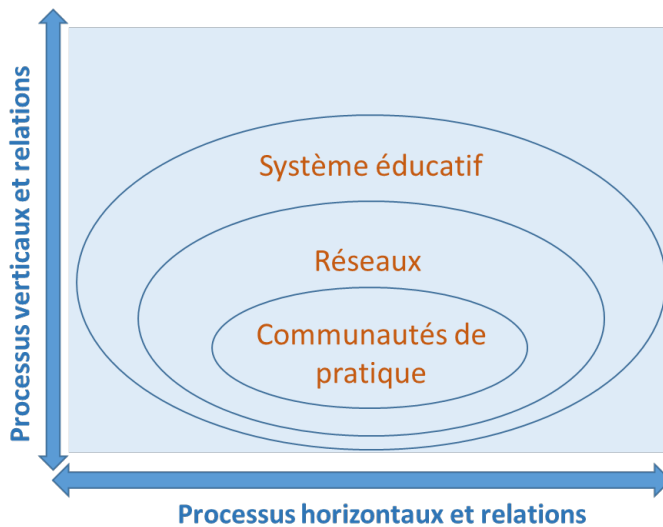 Processus verticaux et relations
Système éducatif
Réseaux
Communautés de
pratique
Processus horizontaux et relations